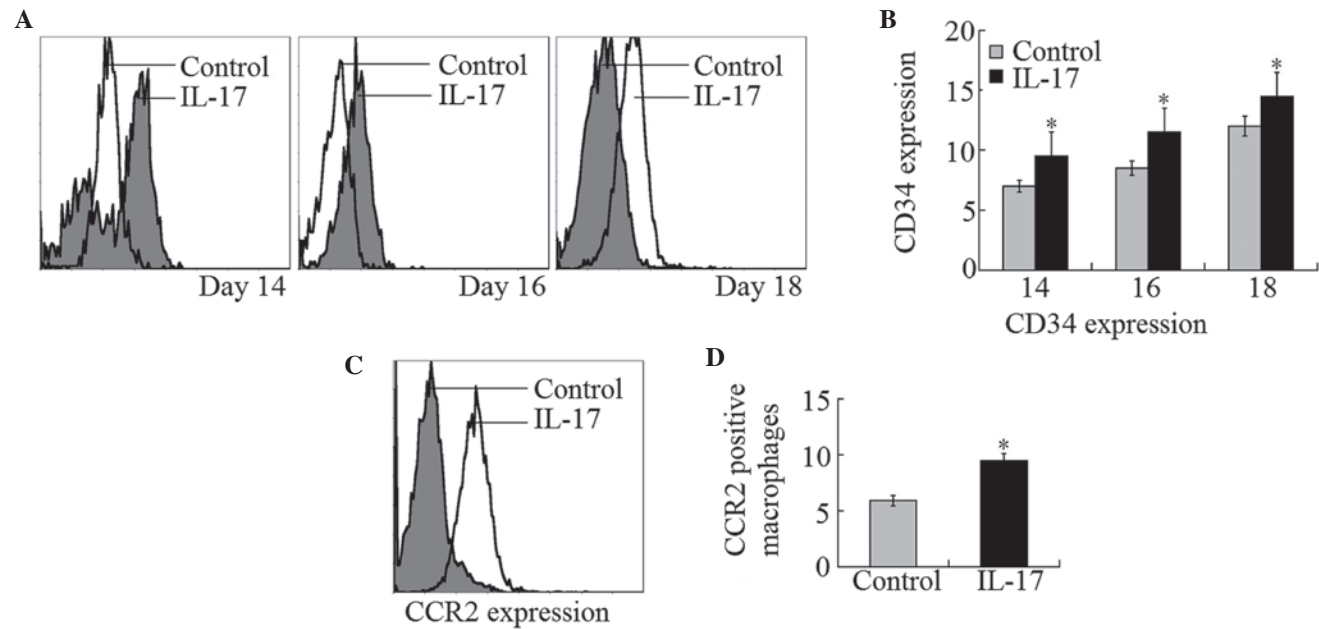 A
Control
IL-17
Day 14
Control
IL-17
Day 16
Control
IL-17
Day 18
B
CD34 expression
20
15
10
5
0
Control
IL-17
*
*
*
14
16
18
CD34 expression
C
Control
IL-17
CCR2 expression
D
CCR2 positive
macrophages
15
10
5
0
*
Control
IL-17